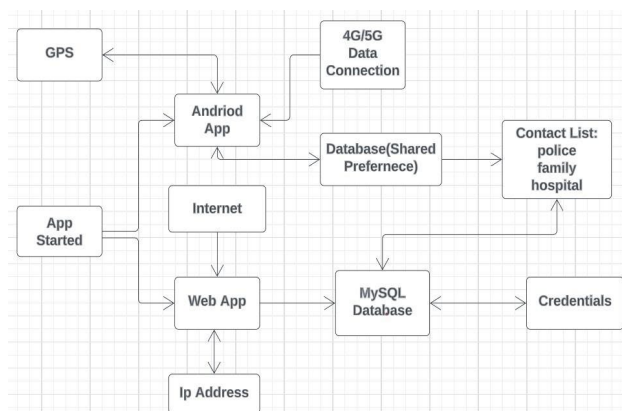 GPS
4G/5G
Data
Connection
Andriod
App
Database(Shared
Prefernece)
Contact List:
police
family
hospital
Internet
App
Started
Web App
MySQL
Database
Credentials
Ip Address